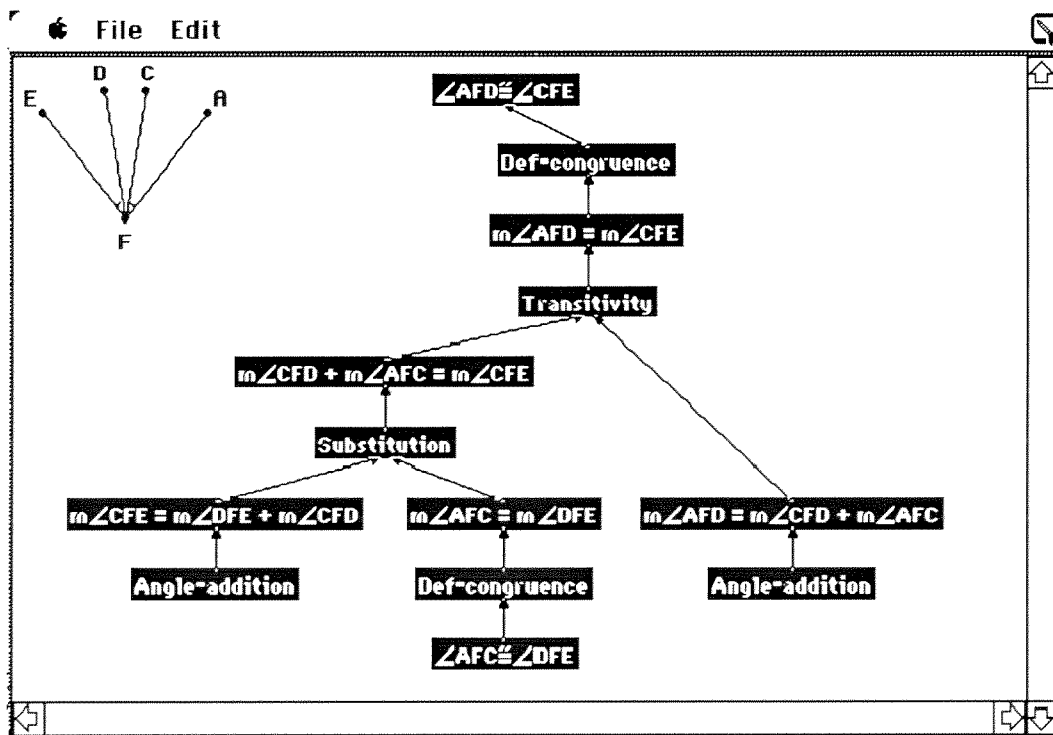 File Edit
D C
E A
F
∠AFD≅∠CFE
Def-congruence
m∠AFD = m∠CFE
Transitivity
m∠CFD + m∠AFC = m∠CFE
Substitution
m∠CFE = m∠DFE + m∠CFD
m∠AFC = m∠DFE
m∠AFD = m∠CFD + m∠AFC
Angle-addition
Def-congruence
Angle-addition
∠AFC≅∠DFE